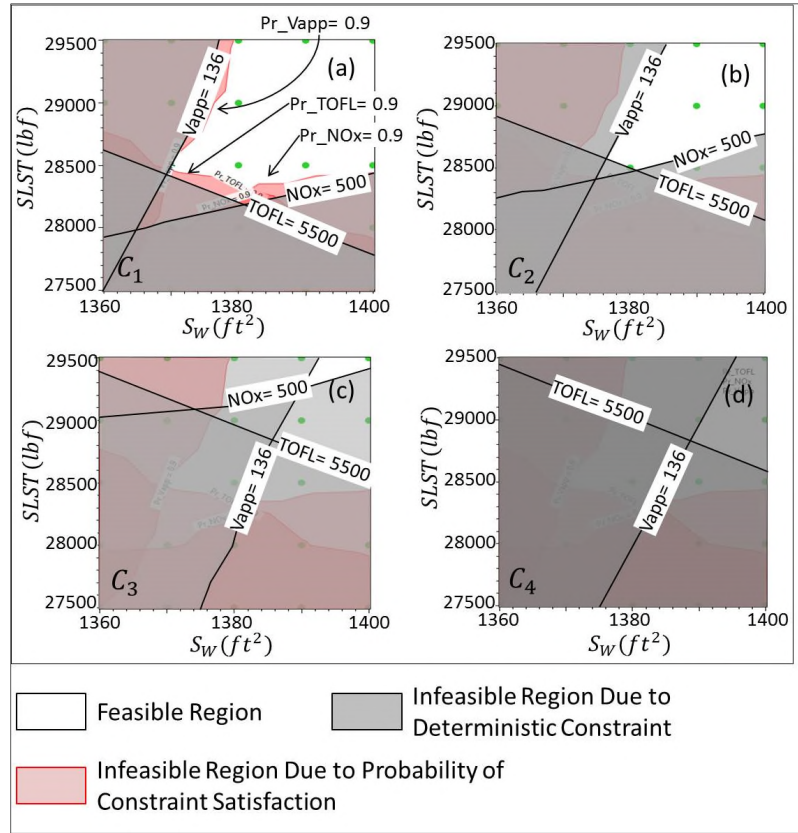 Pr_Vapp= 0.9
29500
29000
28500
28000
27500
SLST (lbf)
Vapp= 136
(a)
Pr_TOFL= 0.9
Pr_NOx= 0.9
NOx= 500
TOFL= 5500
C1
1360
1380
1400
S_W (ft²)
29500
29000
28500
28000
27500
SLST (lbf)
Vapp= 136
(b)
NOx= 500
TOFL= 5500
C2
1360
1380
1400
S_W (ft²)
29500
29000
28500
28000
27500
SLST (lbf)
NOx= 500
(c)
TOFL= 5500
Vapp= 136
C3
1360
1380
1400
S_W (ft²)
29500
29000
28500
28000
27500
SLST (lbf)
TOFL= 5500
(d)
Vapp= 136
C4
1360
1380
1400
S_W (ft²)
Feasible Region
Infeasible Region Due to
Deterministic Constraint
Infeasible Region Due to Probability of
Constraint Satisfaction